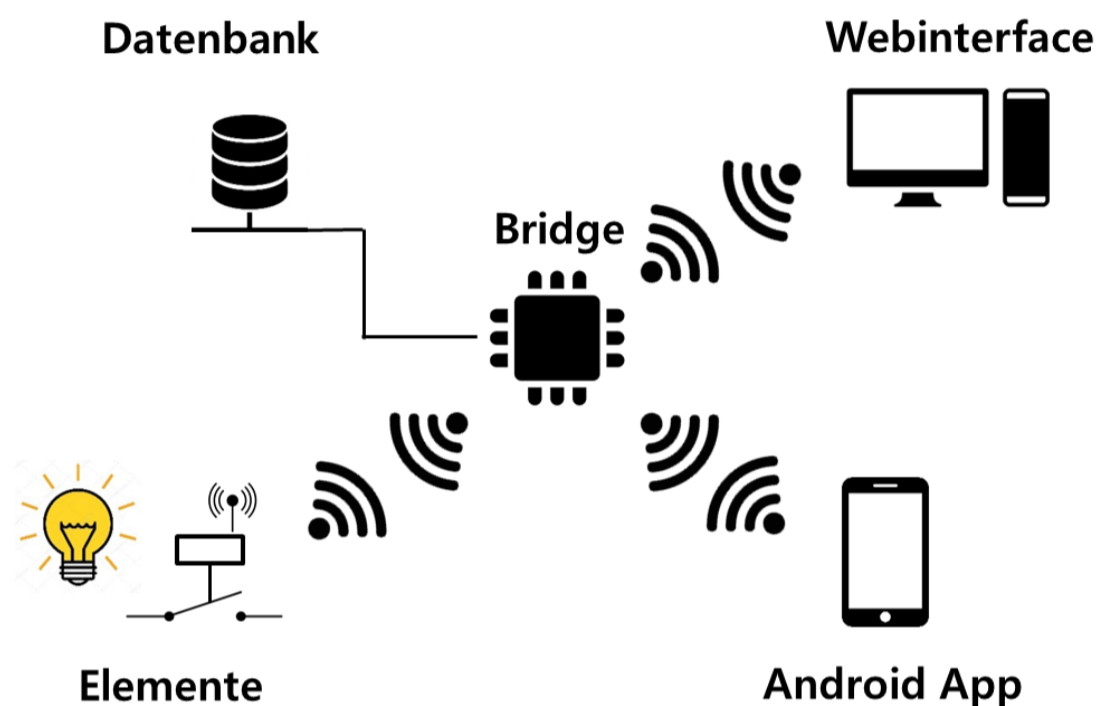 Datenbank
Webinterface
Bridge
Elemente
Android App